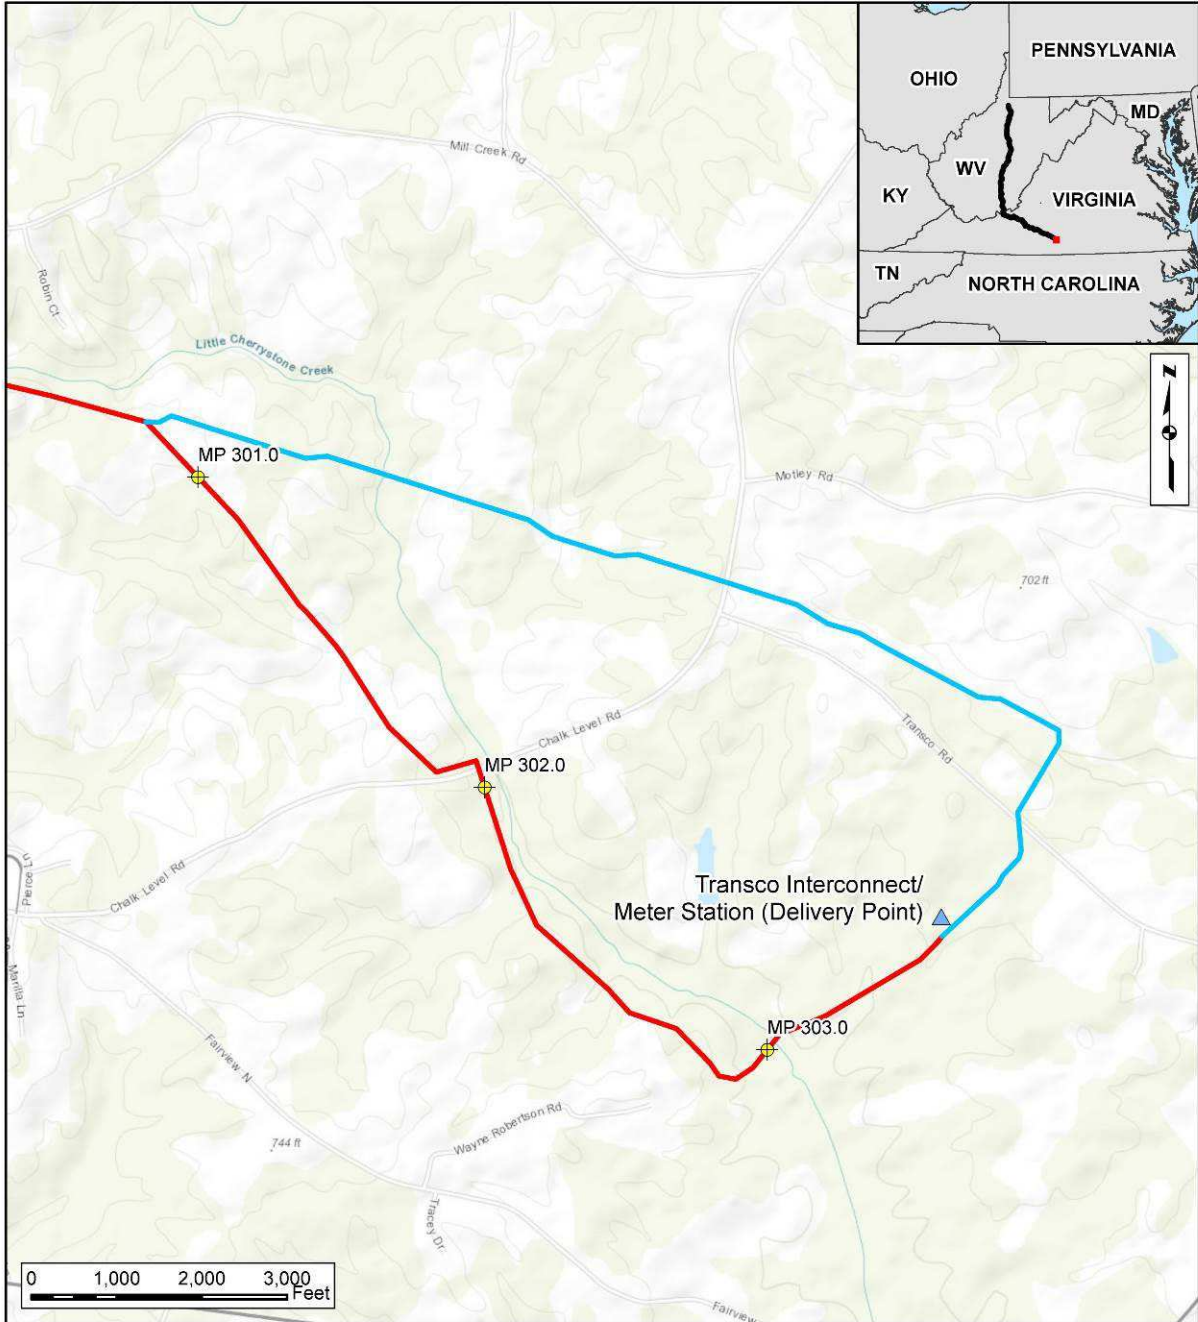 PENNSYLVANIA
OHIO
MD
WV
KY
VIRGINIA
TN
NORTH CAROLINA
Mill Creek Rd
Robin Ct
Little Cherrystone Creek
N
MP 301.0
Motley Rd
702 ft
Chalk Level Rd
MP 302.0
Transco Rd
Pierce Ln
Chalk Level Rd
Transco Interconnect/
Meter Station (Delivery Point)
Marilla Ln
MP 303.0
Fairview N
Wayne Robertson Rd
744 ft
Tracey Dr
0 1,000 2,000 3,000
Feet
Fairview